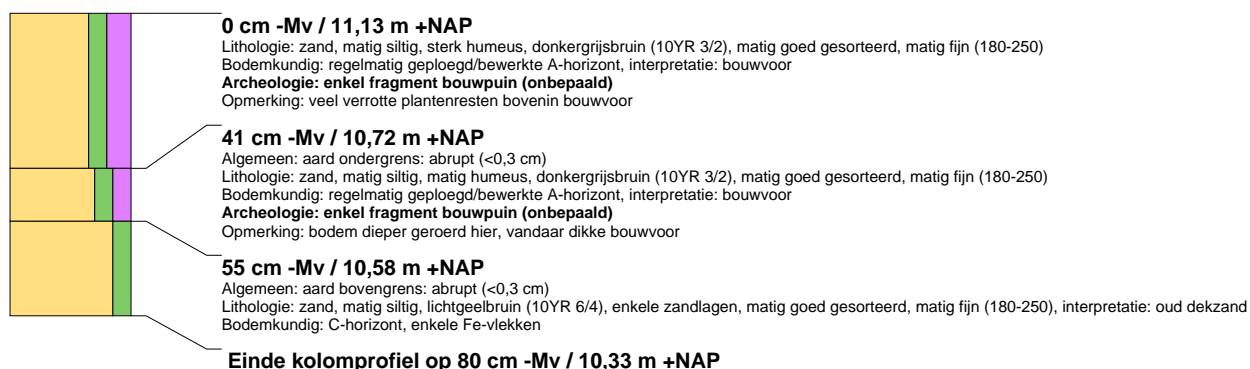 0 cm -Mv / 11,13 m +NAP
Lithologie: zand, matig siltig, sterk humeus, donkergrijsbruin (10YR 3/2), matig goed gesorteerd, matig fijn (180-250)
Bodemkundig: regelmatig geploegd/bewerkte A-horizont, interpretatie: bouwvoor
Archeologie: enkel fragment bouwpuin (onbepaald)
Opmerking: veel verrotte plantenresten bovenin bouwvoor
41 cm -Mv / 10,72 m +NAP
Algemeen: aard ondergrens: abrupt (<0,3 cm)
Lithologie: zand, matig siltig, matig humeus, donkergrijsbruin (10YR 3/2), matig goed gesorteerd, matig fijn (180-250)
Bodemkundig: regelmatig geploegd/bewerkte A-horizont, interpretatie: bouwvoor
Archeologie: enkel fragment bouwpuin (onbepaald)
Opmerking: bodem dieper geroerd hier, vandaar dikke bouwvoor
55 cm -Mv / 10,58 m +NAP
Algemeen: aard bovengrens: abrupt (<0,3 cm)
Lithologie: zand, matig siltig, lichtgeelbruin (10YR 6/4), enkele zandlagen, matig goed gesorteerd, matig fijn (180-250), interpretatie: oud dekzand
Bodemkundig: C-horizont, enkele Fe-vlekken
Einde kolomprofiel op 80 cm -Mv / 10,33 m +NAP